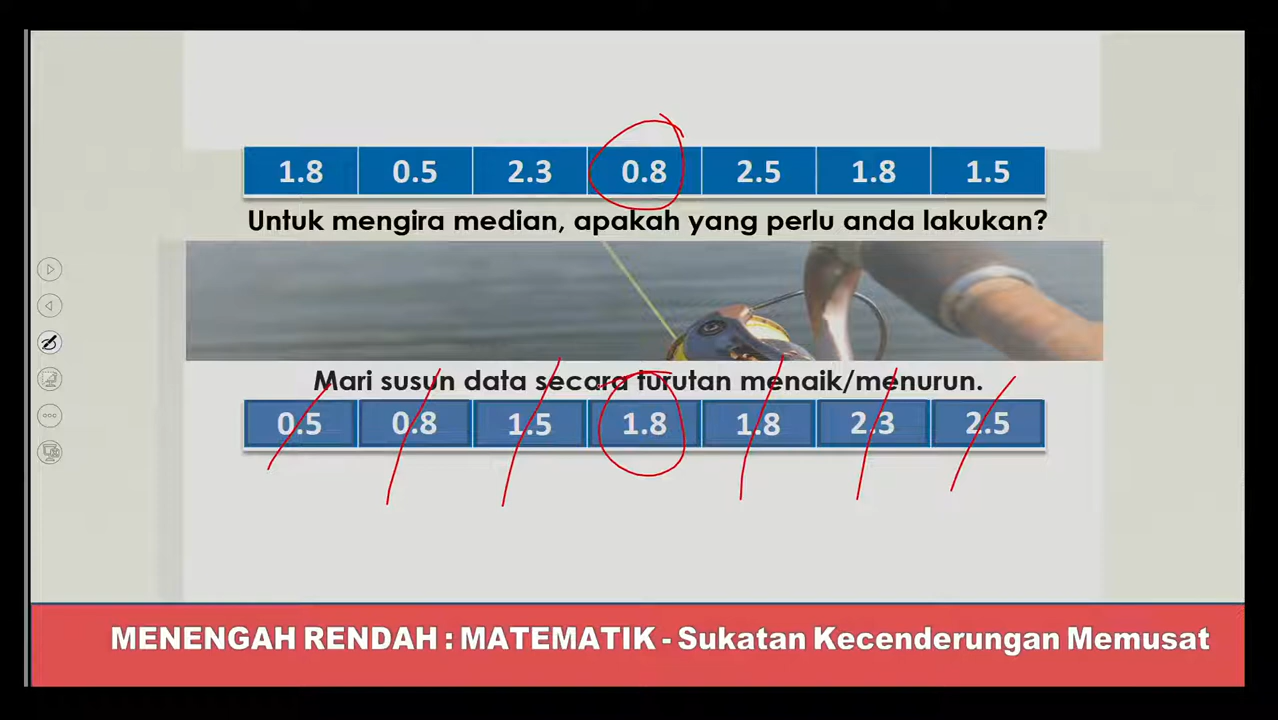 1.8 0.5 2.3 0.8 2.5 1.8 1.5
Untuk mengira median, apakah yang perlu anda lakukan?
Mari susun data secara turutan menaik/menurun.
0.5 0.8 1.5 1.8 1.8 2.3 2.5
MENENGAH RENDAH : MATEMATIK - Sukatan Kecenderungan Memusat